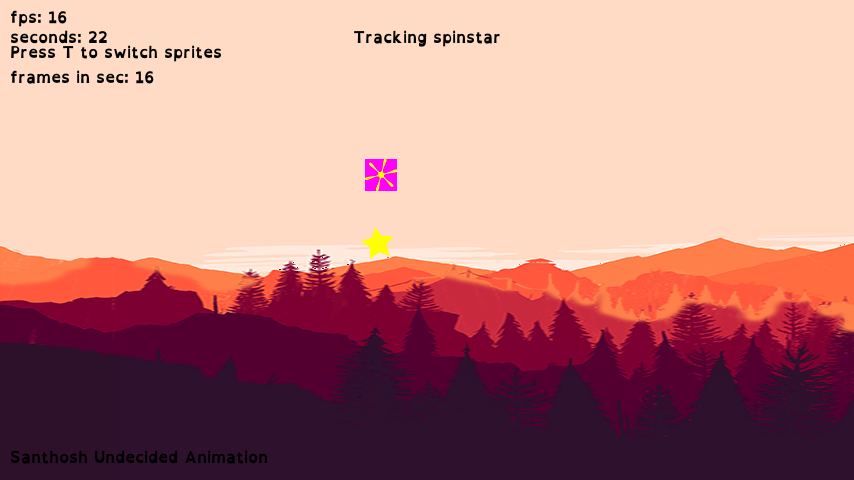 fps: 16
seconds: 22
Tracking spinstar
Press T to switch sprites
frames in sec: 16
Santhosh Undecided Animation